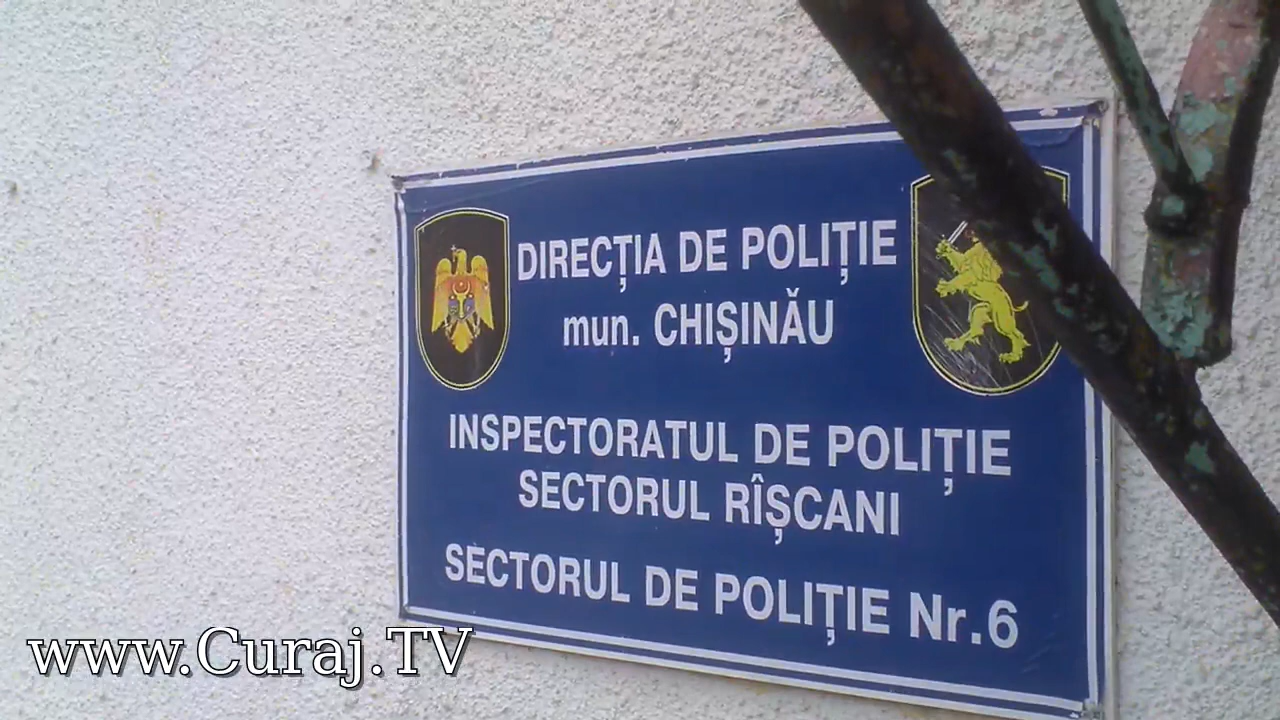 DIRECȚIA DE POLIȚIE
mun. CHIȘINĂU
INSPECTORATUL DE POLIȚIE
SECTORUL RÎȘCANI
SECTORUL DE POLIȚIE Nr.6
www.Curaj.TV